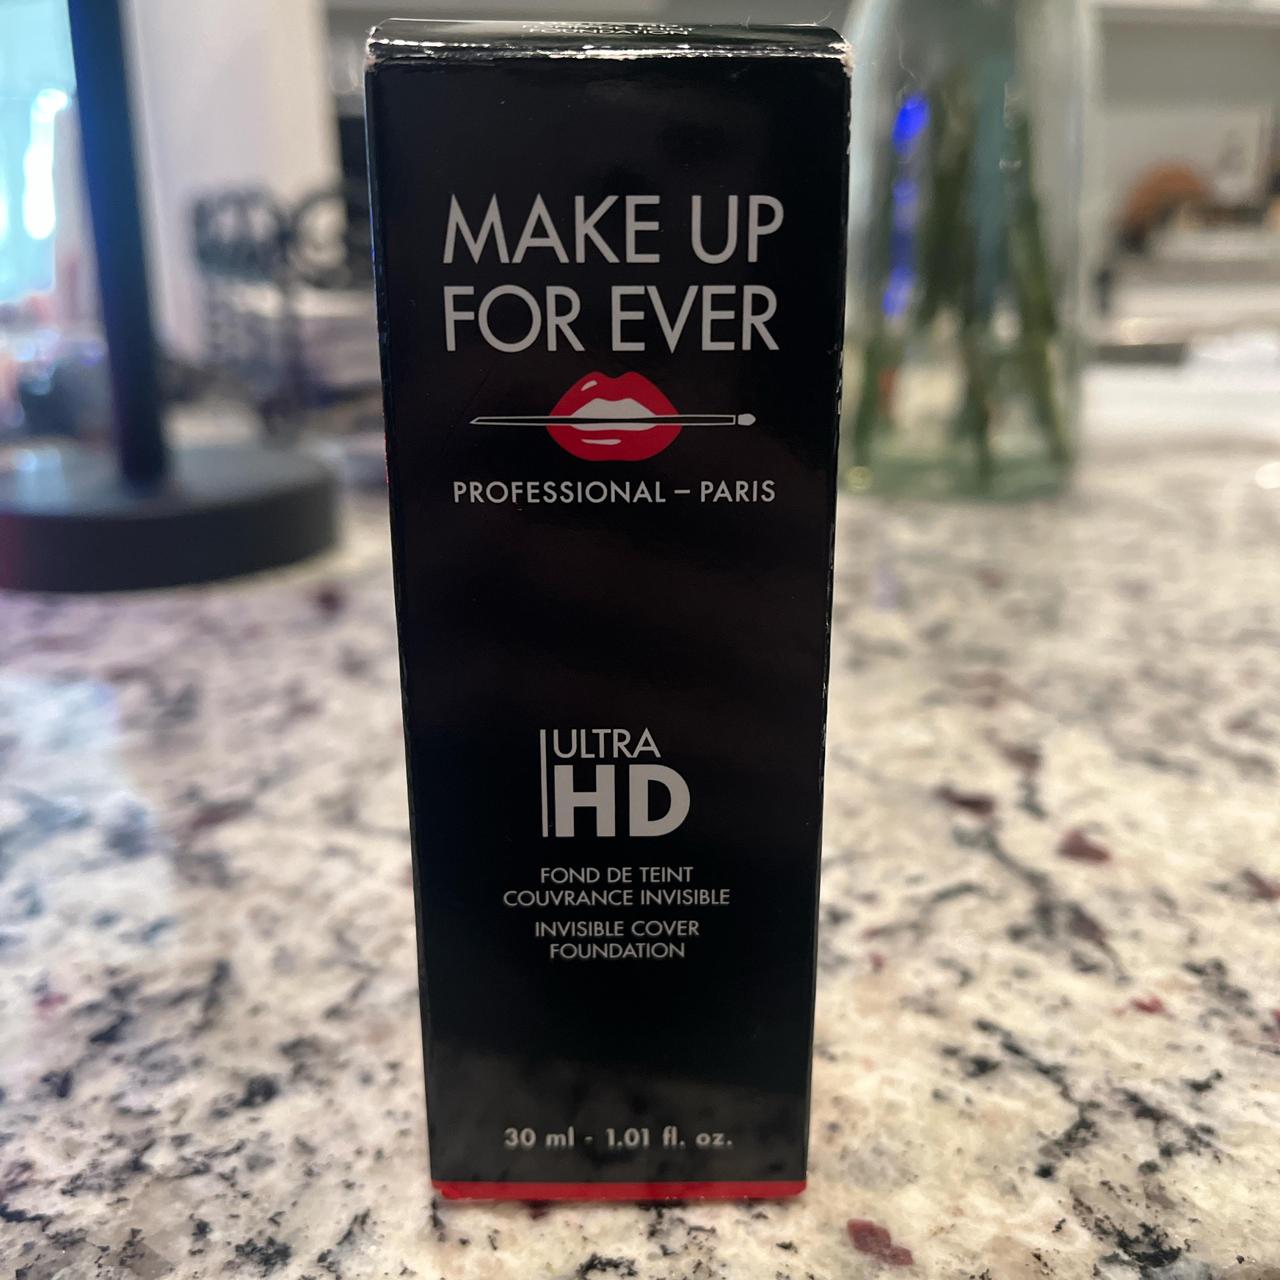 FOUNDATION
MAKE UP
FOR EVER
PROFESSIONAL – PARIS
ULTRA
HD
FOND DE TEINT
COUVRANCE INVISIBLE
INVISIBLE COVER
FOUNDATION
30 ml - 1.01 fl. oz.